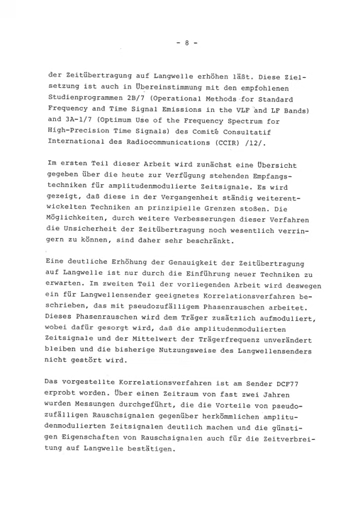 - 8 -
der Zeitübertragung auf Langwelle erhöhen läßt. Diese Ziel-
setzung ist auch in Übereinstimmung mit den empfohlenen
Studienprogrammen 2B/7 (Operational Methods for Standard
Frequency and Time Signal Emissions in the VLF and LF Bands)
and 3A-1/7 (Optimum Use of the Frequency Spectrum for
High-Precision Time Signals) des Comité Consultatif
International des Radiocommunications (CCIR) /12/.
Im ersten Teil dieser Arbeit wird zunächst eine Übersicht
gegeben über die heute zur Verfügung stehenden Empfangs-
techniken für amplitudenmodulierte Zeitsignale. Es wird
gezeigt, daß diese in der Vergangenheit ständig weiterent-
wickelten Techniken an prinzipielle Grenzen stoßen. Die
Möglichkeiten, durch weitere Verbesserungen dieser Verfahren
die Unsicherheit der Zeitübertragung noch wesentlich verrin-
gern zu können, sind daher sehr beschränkt.
Eine deutliche Erhöhung der Genauigkeit der Zeitübertragung
auf Langwelle ist nur durch die Einführung neuer Techniken zu
erwarten. Im zweiten Teil der vorliegenden Arbeit wird deswegen
ein für Langwellensender geeignetes Korrelationsverfahren be-
schrieben, das mit pseudozufälligem Phasenrauschen arbeitet.
Dieses Phasenrauschen wird dem Träger zusätzlich aufmoduliert,
wobei dafür gesorgt wird, daß die amplitudenmodulierten
Zeitsignale und der Mittelwert der Trägerfrequenz unverändert
bleiben und die bisherige Nutzungsweise des Langwellensenders
nicht gestört wird.
Das vorgestellte Korrelationsverfahren ist am Sender DCF77
erprobt worden. Über einen Zeitraum von fast zwei Jahren
wurden Messungen durchgeführt, die die Vorteile von pseudo-
zufälligen Rauschsignalen gegenüber herkömmlichen amplitu-
denmodulierten Zeitsignalen deutlich machen und die günsti-
gen Eigenschaften von Rauschsignalen auch für die Zeitverbrei-
tung auf Langwelle bestätigen.